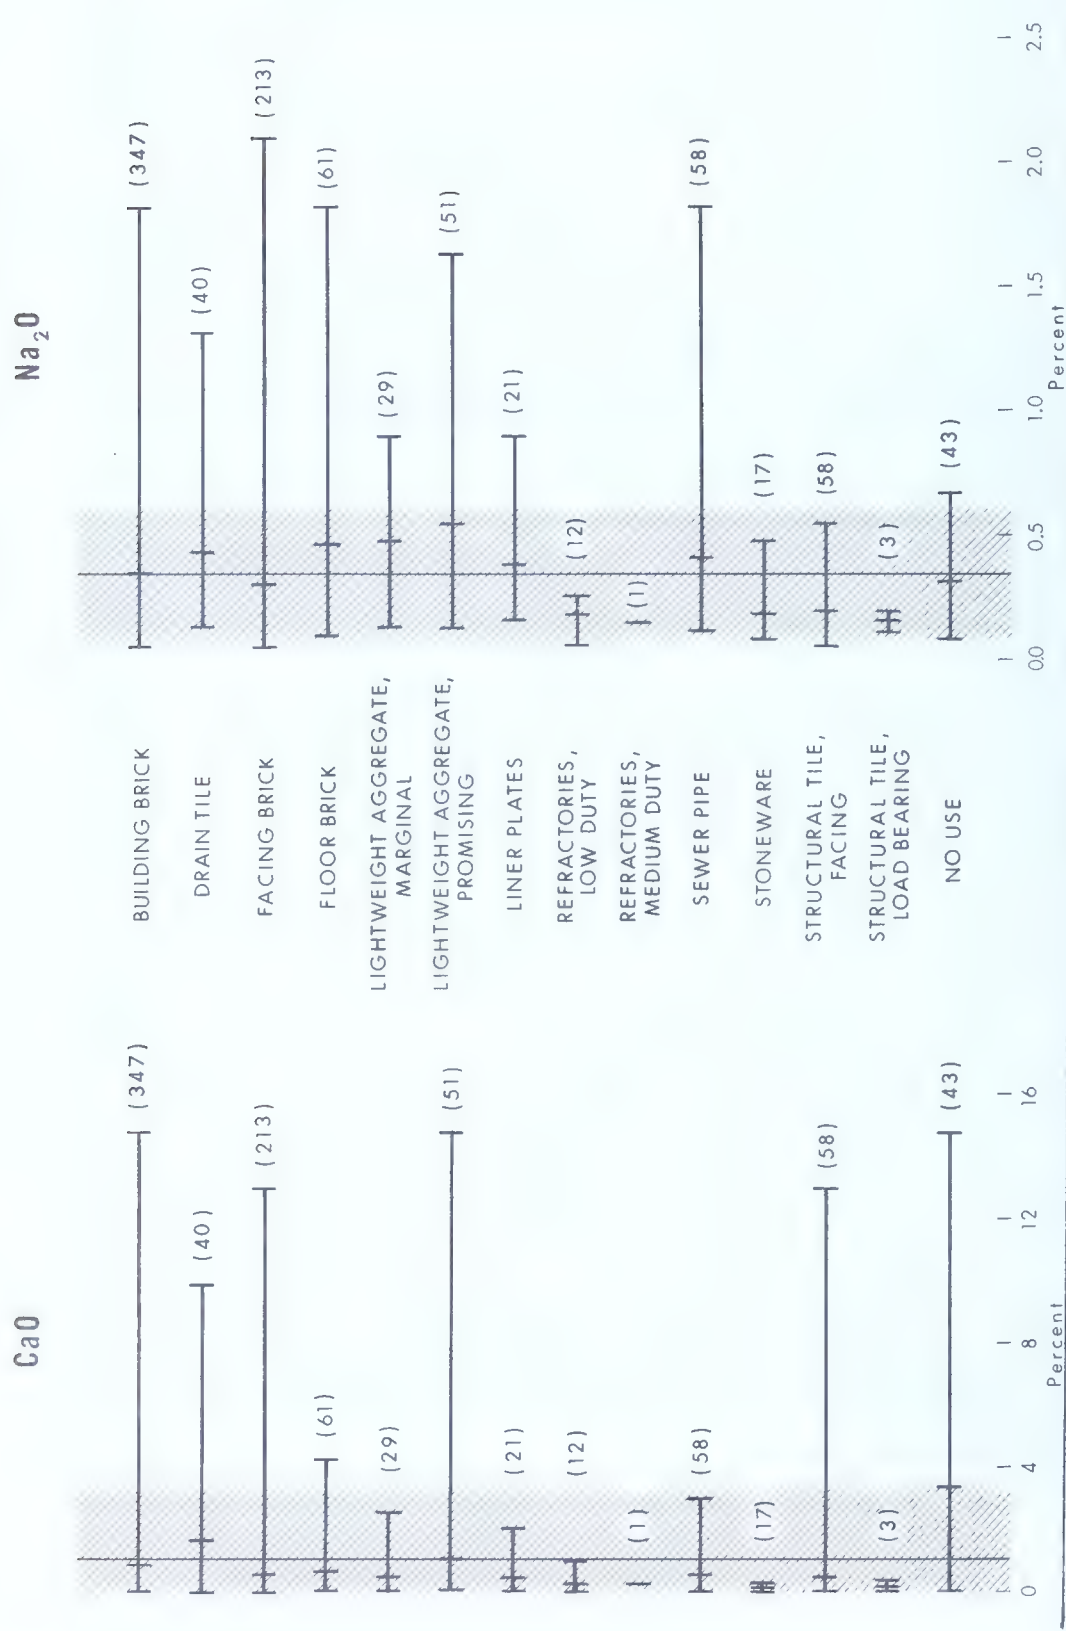 CaO
Na₂O
(347)
BUILDING BRICK
(347)
(40)
DRAIN TILE
(40)
(213)
FACING BRICK
(213)
(61)
FLOOR BRICK
(61)
(29)
LIGHTWEIGHT AGGREGATE,
MARGINAL
(29)
(51)
LIGHTWEIGHT AGGREGATE,
PROMISING
(51)
(21)
LINER PLATES
(21)
(12)
REFRACTORIES,
LOW DUTY
(12)
(1)
REFRACTORIES,
MEDIUM DUTY
(1)
(58)
SEWER PIPE
(58)
(17)
STONEWARE
(17)
(58)
STRUCTURAL TILE,
FACING
(58)
(3)
STRUCTURAL TILE,
LOAD BEARING
(3)
(43)
NO USE
(43)
0 4 8 12 16
Percent
0.0 0.5 1.0 1.5 2.0 2.5
Percent